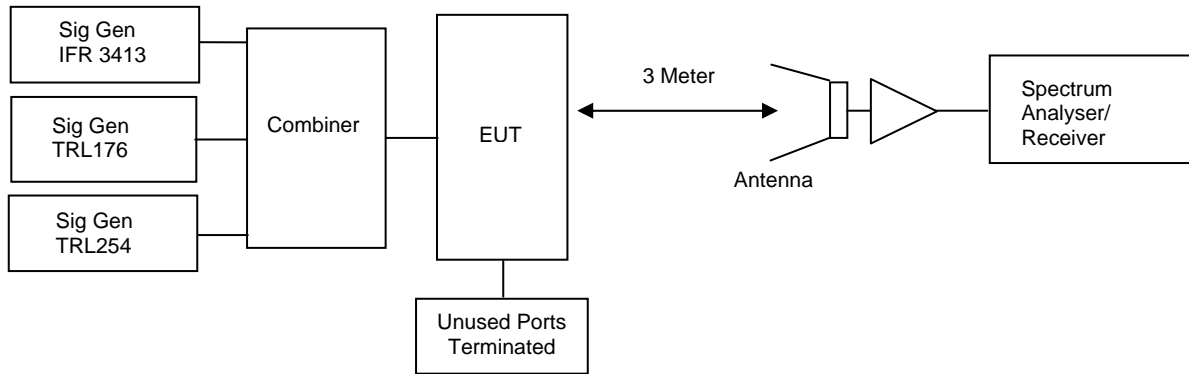 Sig Gen
IFR 3413
Sig Gen
TRL176
Sig Gen
TRL254
Combiner
EUT
Unused Ports
Terminated
3 Meter
Antenna
Spectrum
Analyser/
Receiver